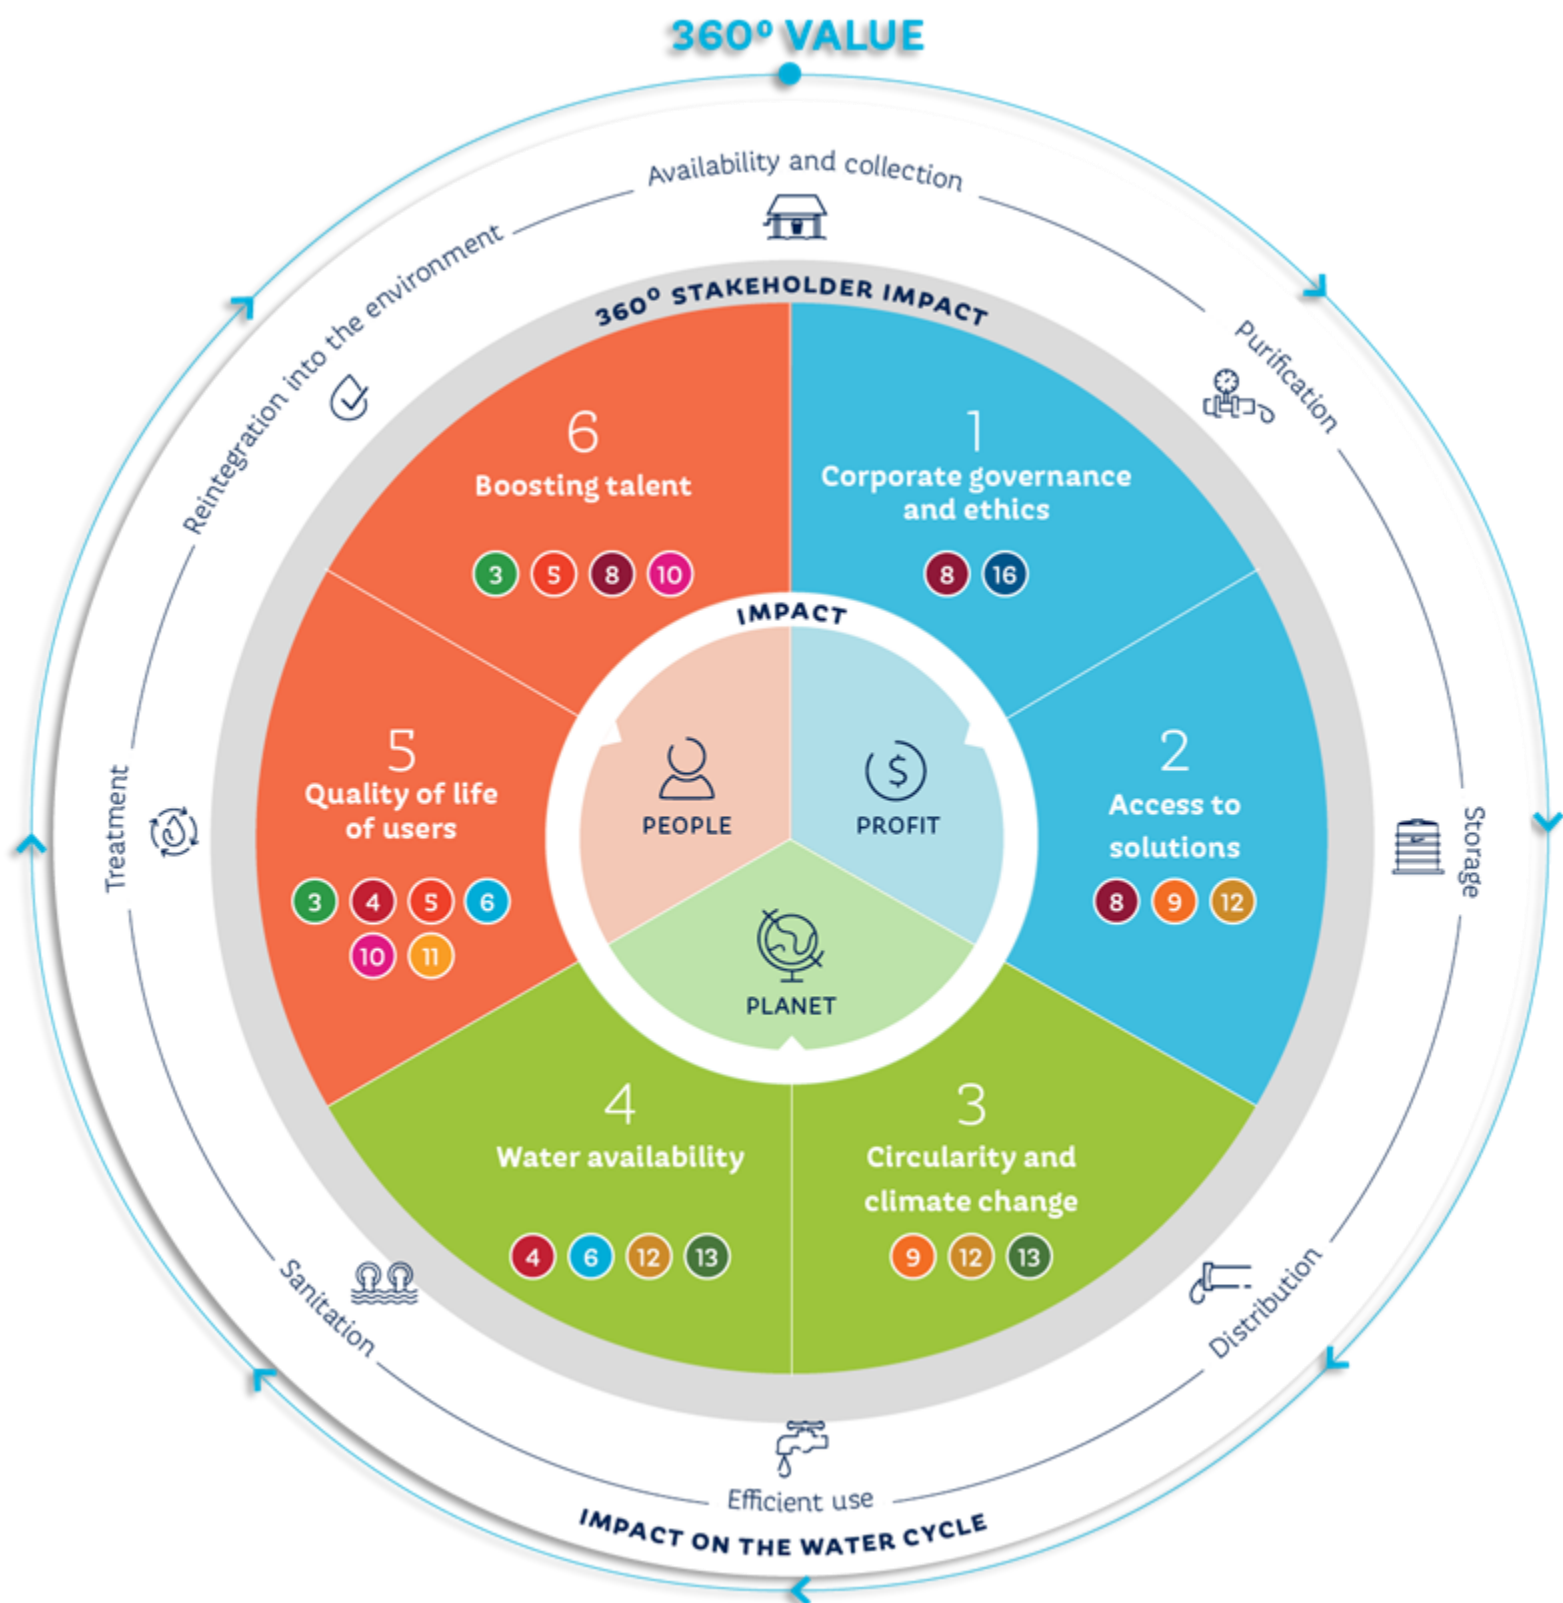 360º VALUE
Availability and collection
Purification
Storage
Distribution
Efficient use
Sanitation
Treatment
Reintegration into the environment
IMPACT ON THE WATER CYCLE
360º STAKEHOLDER IMPACT
1
Corporate governance
and ethics
8 16
2
Access to
solutions
8 9 12
3
Circularity and
climate change
9 12 13
4
Water availability
4 6 12 13
5
Quality of life
of users
3 4 5 6
10 11
6
Boosting talent
3 5 8 10
IMPACT
PEOPLE
$
PROFIT
PLANET